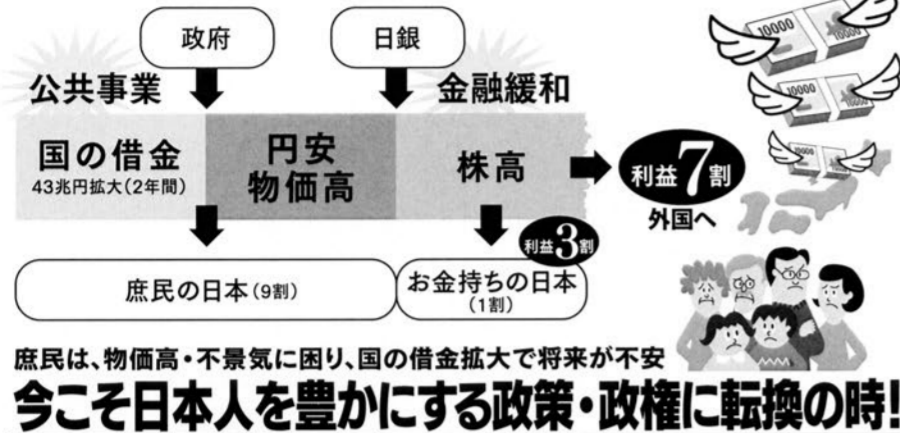 政府
日銀
公共事業
金融緩和
国の借金
43兆円拡大(2年間)
円安
物価高
株高
利益7割
外国へ
利益3割
庶民の日本(9割)
お金持ちの日本
(1割)
10000
10000
10000
10000
10000
庶民は、物価高・不景気に困り、国の借金拡大で将来が不安
今こそ日本人を豊かにする政策・政権に転換の時!